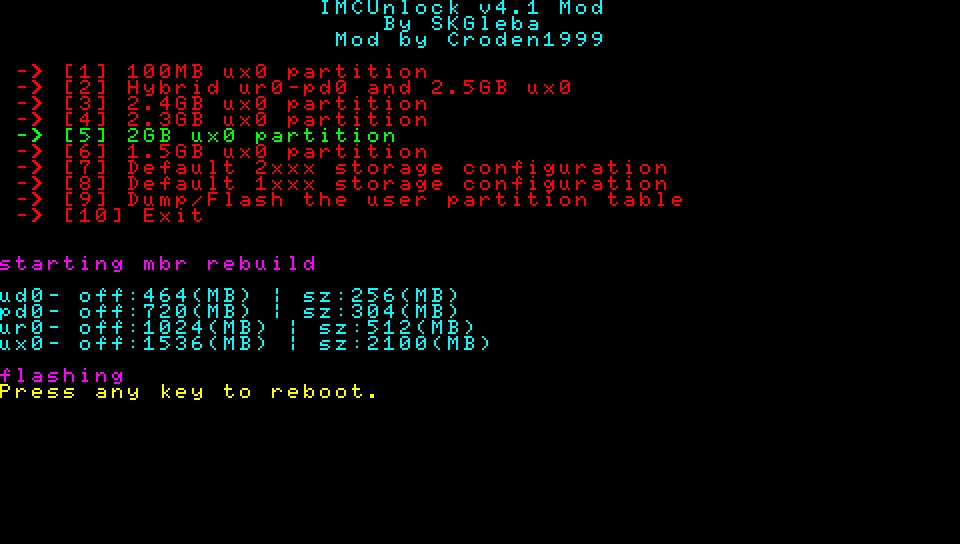 IMCUnlock v4.1 Mod
By SKGleba
Mod by Croden1999
-> [1] 100MB ux0 partition
-> [2] Hybrid ur0-pd0 and 2.5GB ux0
-> [3] 2.4GB ux0 partition
-> [4] 2.3GB ux0 partition
-> [5] 2GB ux0 partition
-> [6] 1.5GB ux0 partition
-> [7] Default 2xxx storage configuration
-> [8] Default 1xxx storage configuration
-> [9] Dump/Flash the user partition table
-> [10] Exit
starting mbr rebuild
ud0- off:464(MB) | sz:256(MB)
pd0- off:720(MB) | sz:304(MB)
ur0- off:1024(MB) | sz:512(MB)
ux0- off:1536(MB) | sz:2100(MB)
flashing
Press any key to reboot.